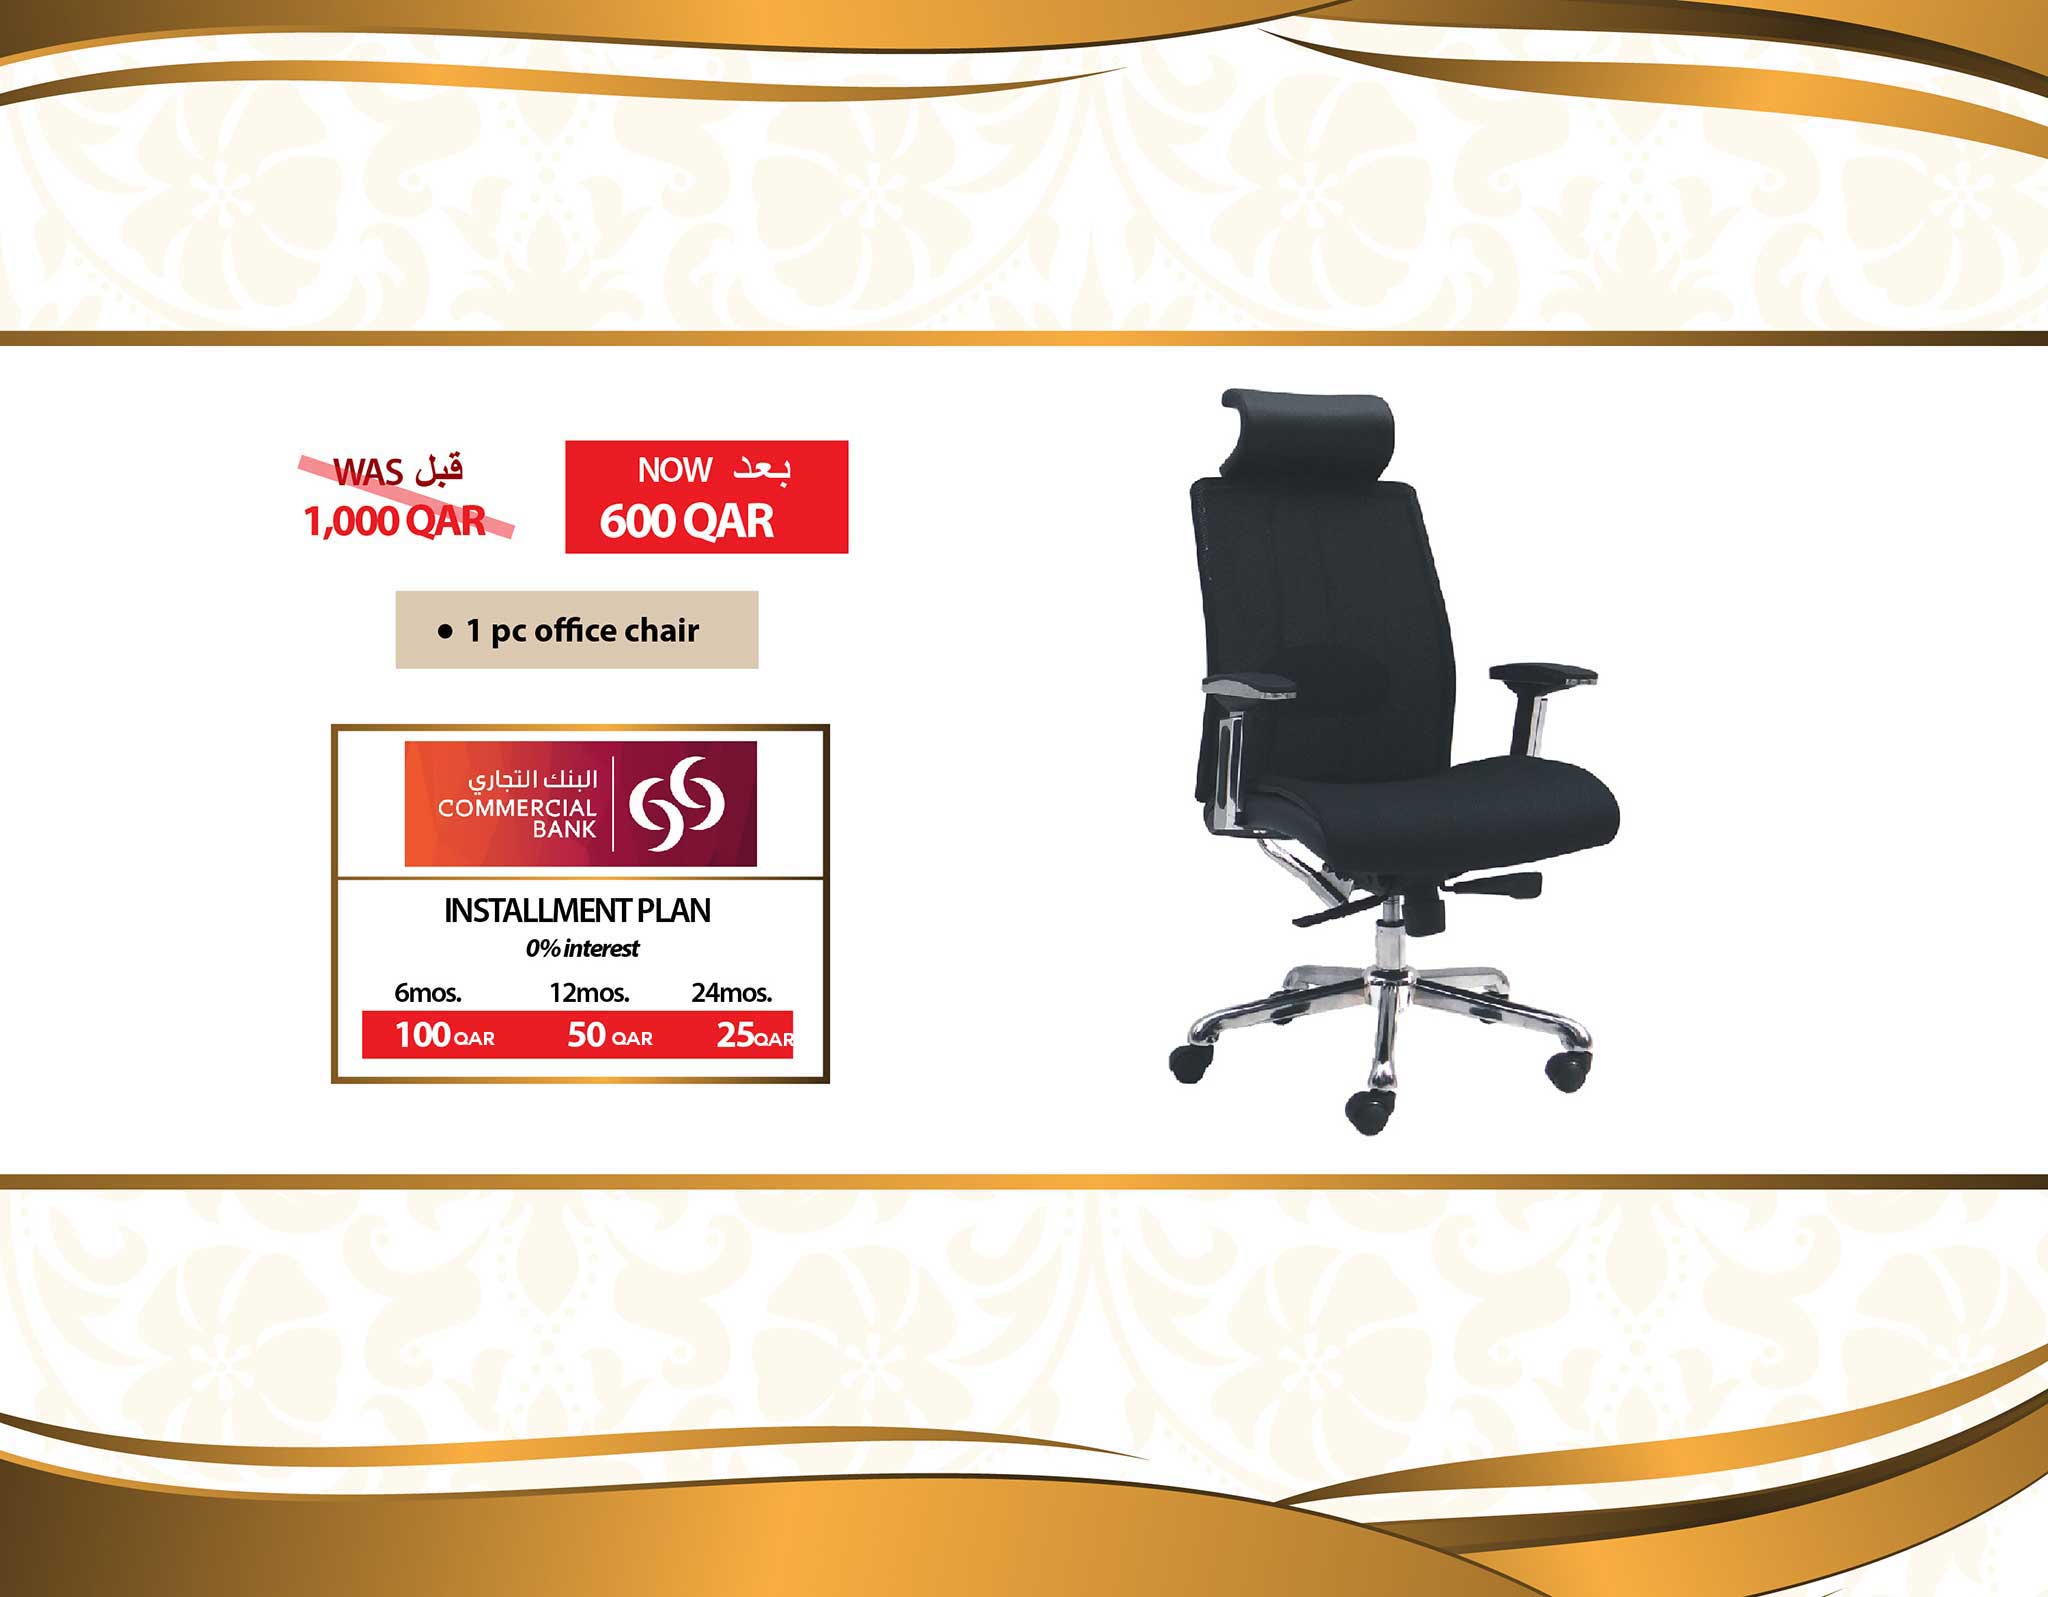 WAS قبل
1,000 QAR
NOW بعد
600 QAR
• 1 pc office chair
البنك التجاري
COMMERCIAL
BANK
INSTALLMENT PLAN
0% interest
6mos. 12mos. 24mos.
100 QAR 50 QAR 25QAR